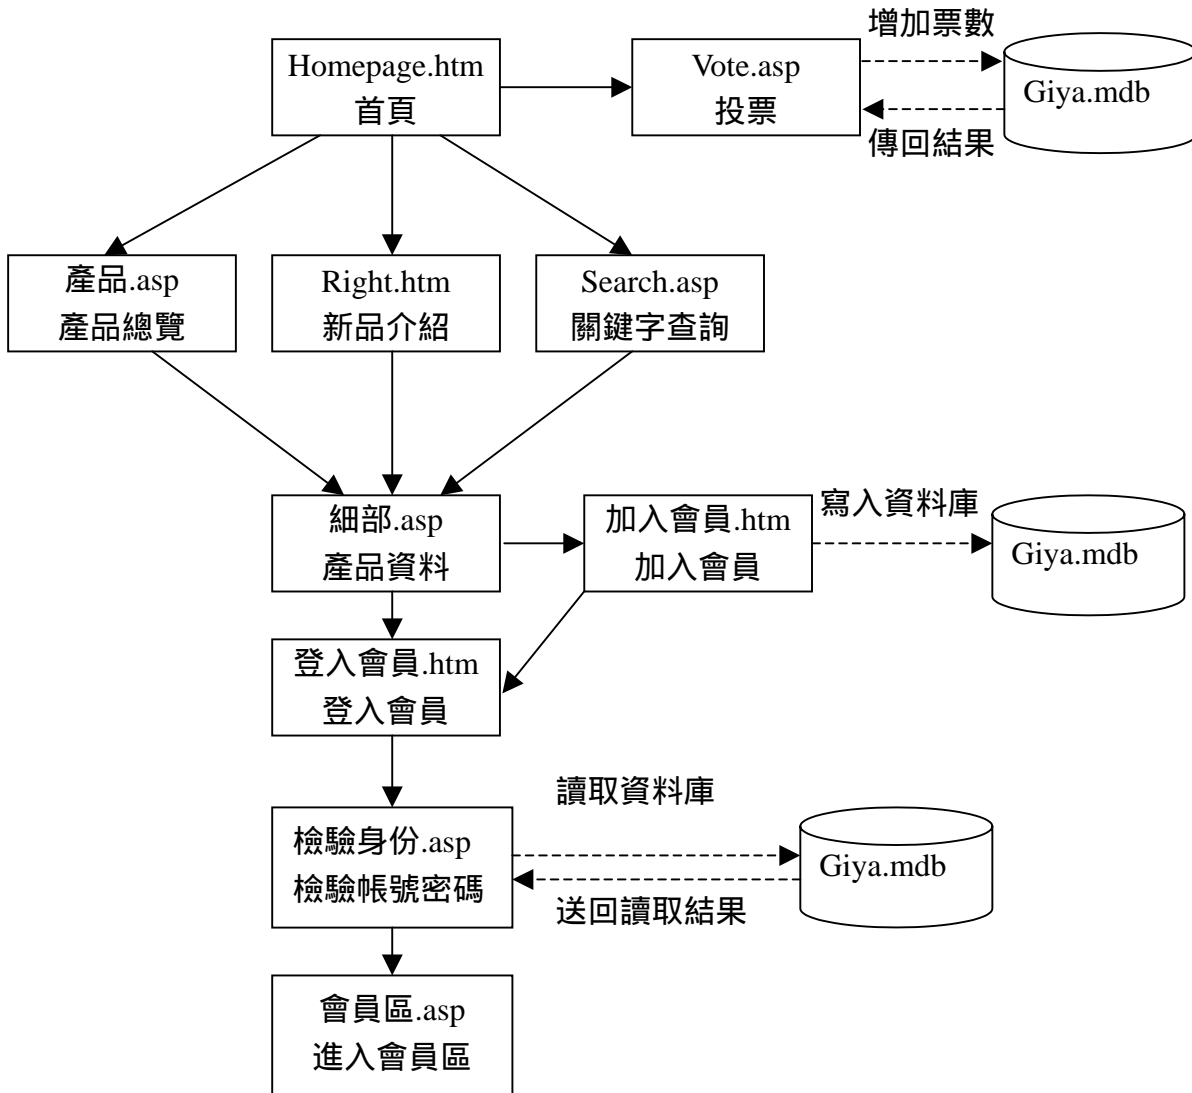 增加票數
Homepage.htm
首頁
Vote.asp
投票
Giya.mdb
傳回結果
產品.asp
產品總覽
Right.htm
新品介紹
Search.asp
關鍵字查詢
細部.asp
產品資料
加入會員.htm
加入會員
寫入資料庫
Giya.mdb
登入會員.htm
登入會員
讀取資料庫
檢驗身份.asp
檢驗帳號密碼
Giya.mdb
送回讀取結果
會員區.asp
進入會員區